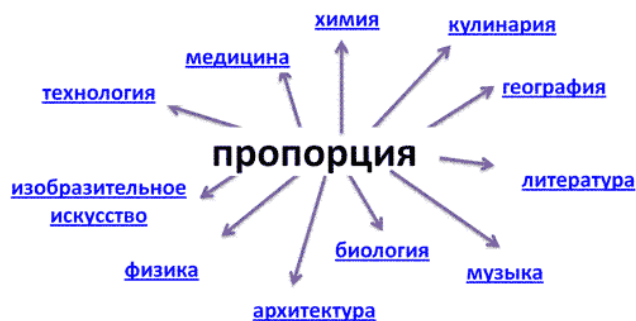 химия
кулинария
медицина
география
технология
пропорция
литература
изобразительное
искусство
биология
физика
музыка
архитектура